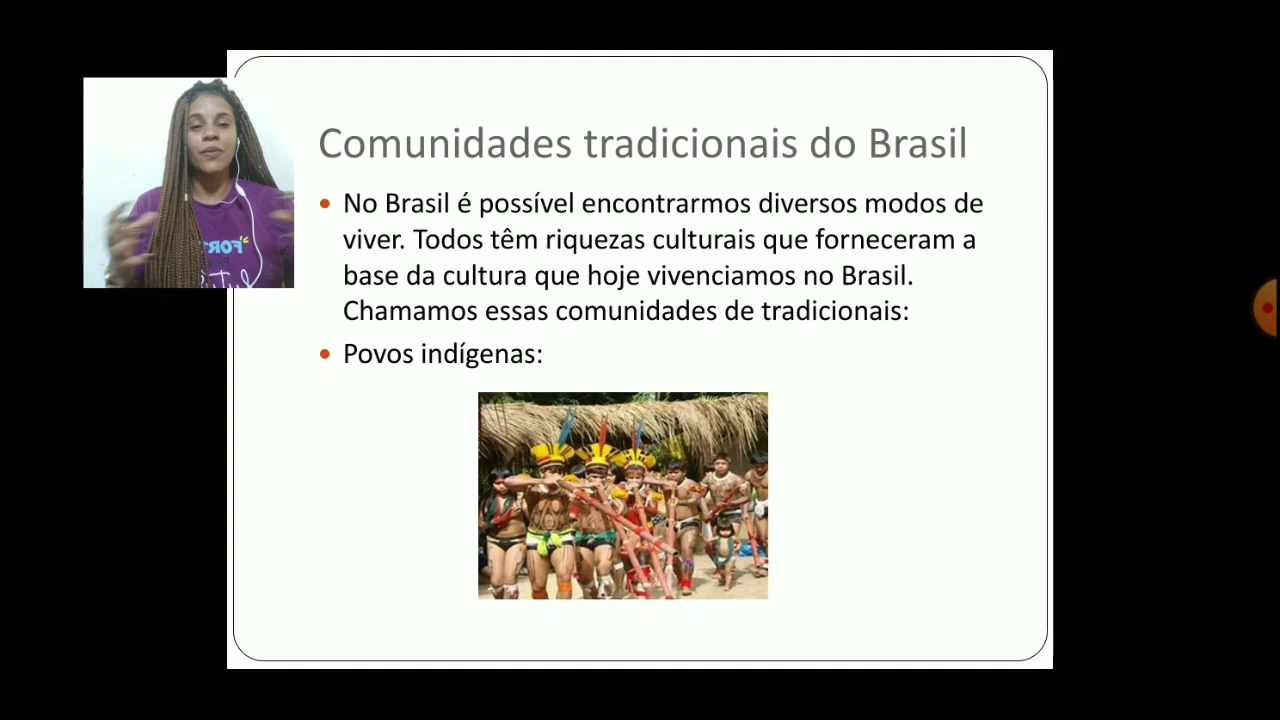 Comunidades tradicionais do Brasil
No Brasil é possível encontrarmos diversos modos de
viver. Todos têm riquezas culturais que forneceram a
base da cultura que hoje vivenciamos no Brasil.
Chamamos essas comunidades de tradicionais:
Povos indígenas: